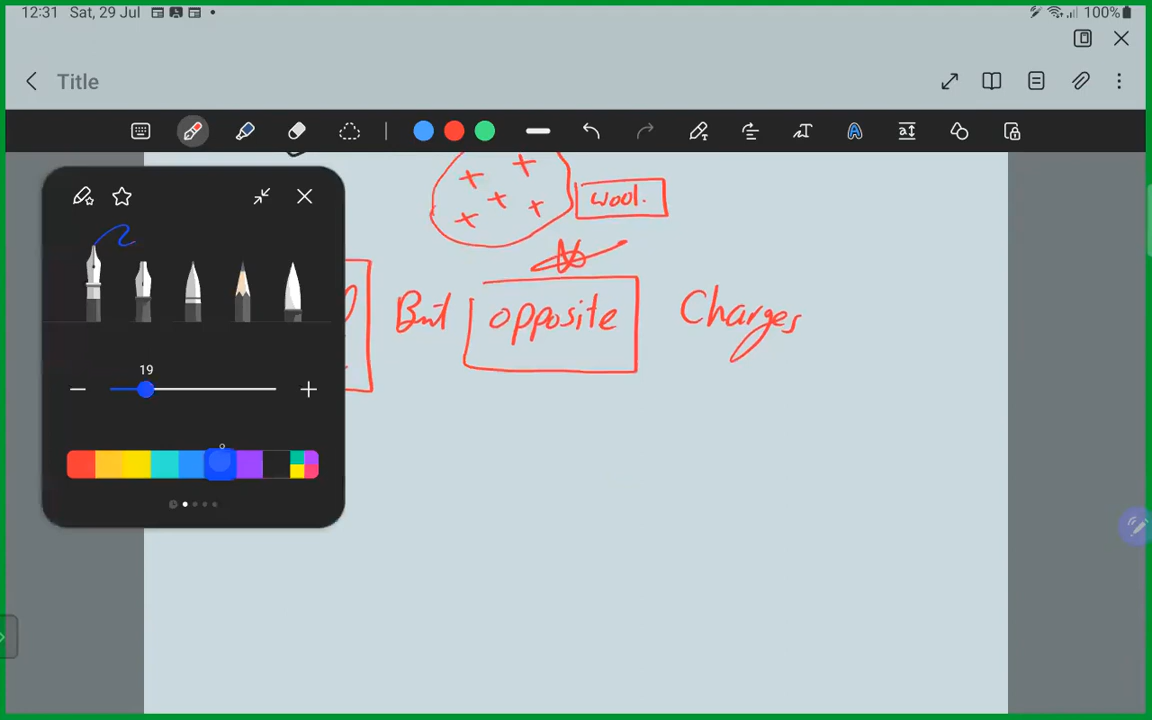 12:31 Sat, 29 Jul 100%
Title
wool.
But opposite Charges
19